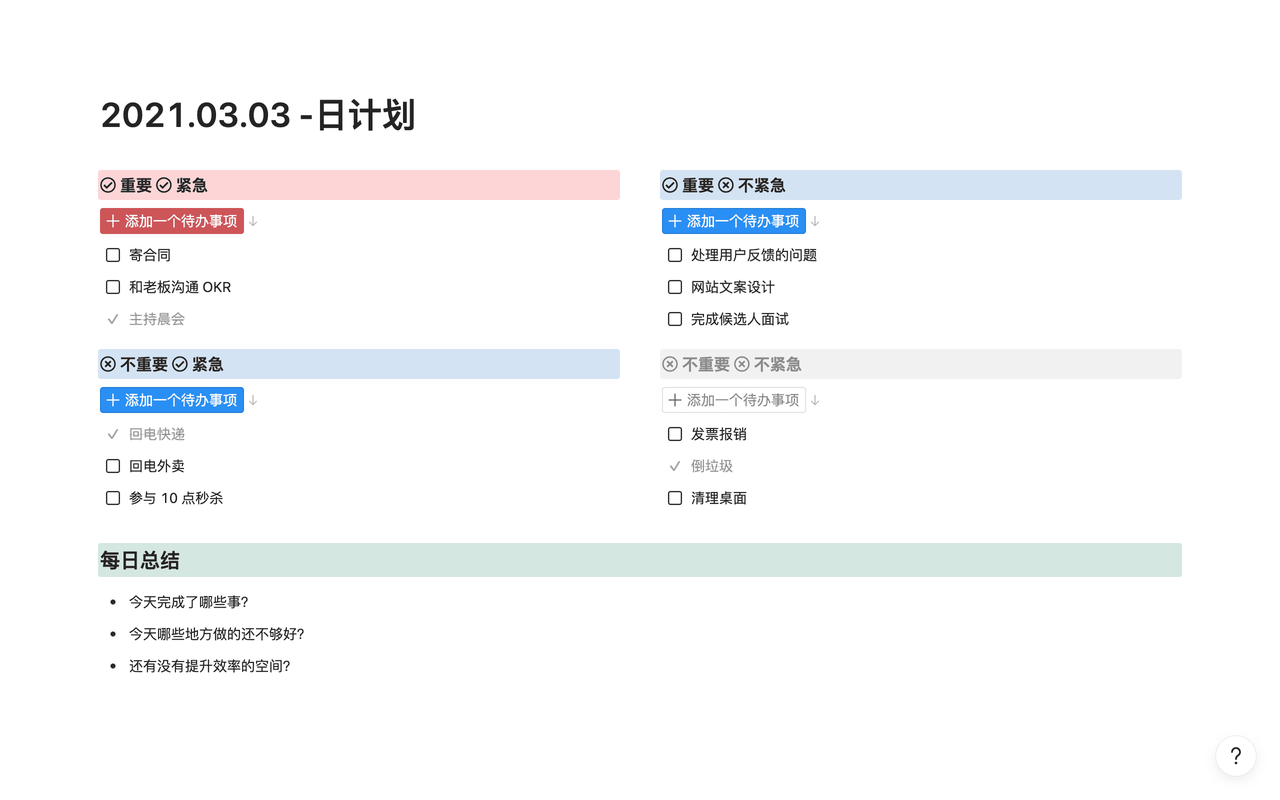 2021.03.03 -日计划
重要 紧急
添加一个待办事项 ↓
寄合同
和老板沟通 OKR
主持晨会
重要 不紧急
添加一个待办事项 ↓
处理用户反馈的问题
网站文案设计
完成候选人面试
不重要 紧急
添加一个待办事项 ↓
回电快递
回电外卖
参与 10 点秒杀
不重要 不紧急
添加一个待办事项 ↓
发票报销
倒垃圾
清理桌面
每日总结
• 今天完成了哪些事?
• 今天哪些地方做的还不够好?
• 还有没有提升效率的空间?
?